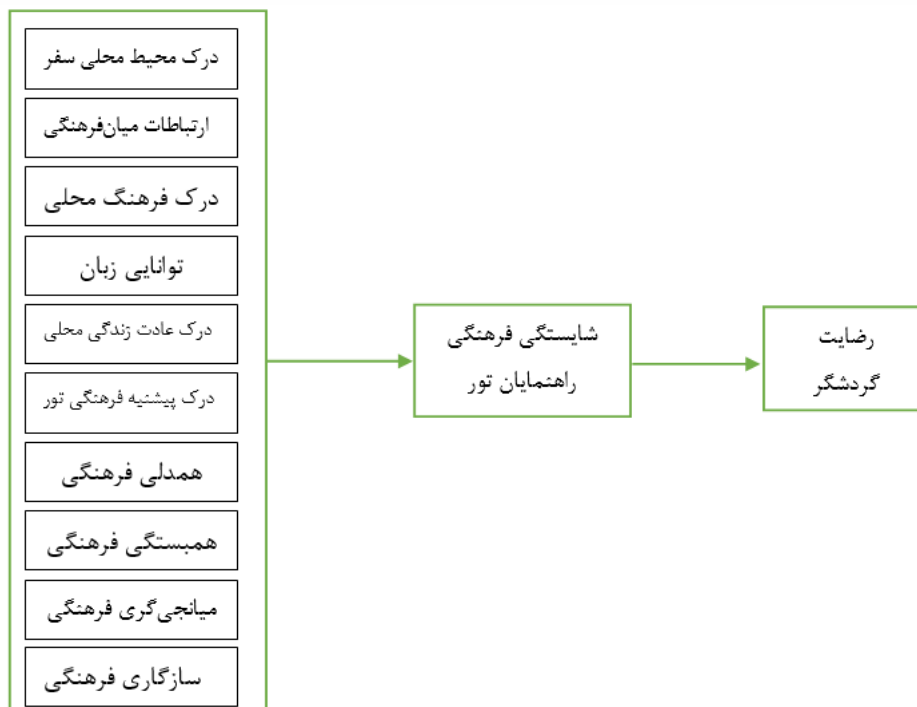 درک محیط محلی سفر
ارتباطات میان‌فرهنگی
درک فرهنگ محلی
توانایی زبان
درک عادت زندگی محلی
درک پیشنیه فرهنگی تور
همدلی فرهنگی
همبستگی فرهنگی
میانجی‌گری فرهنگی
سازگاری فرهنگی
شایستگی فرهنگی
راهنمایان تور
رضایت
گردشگر